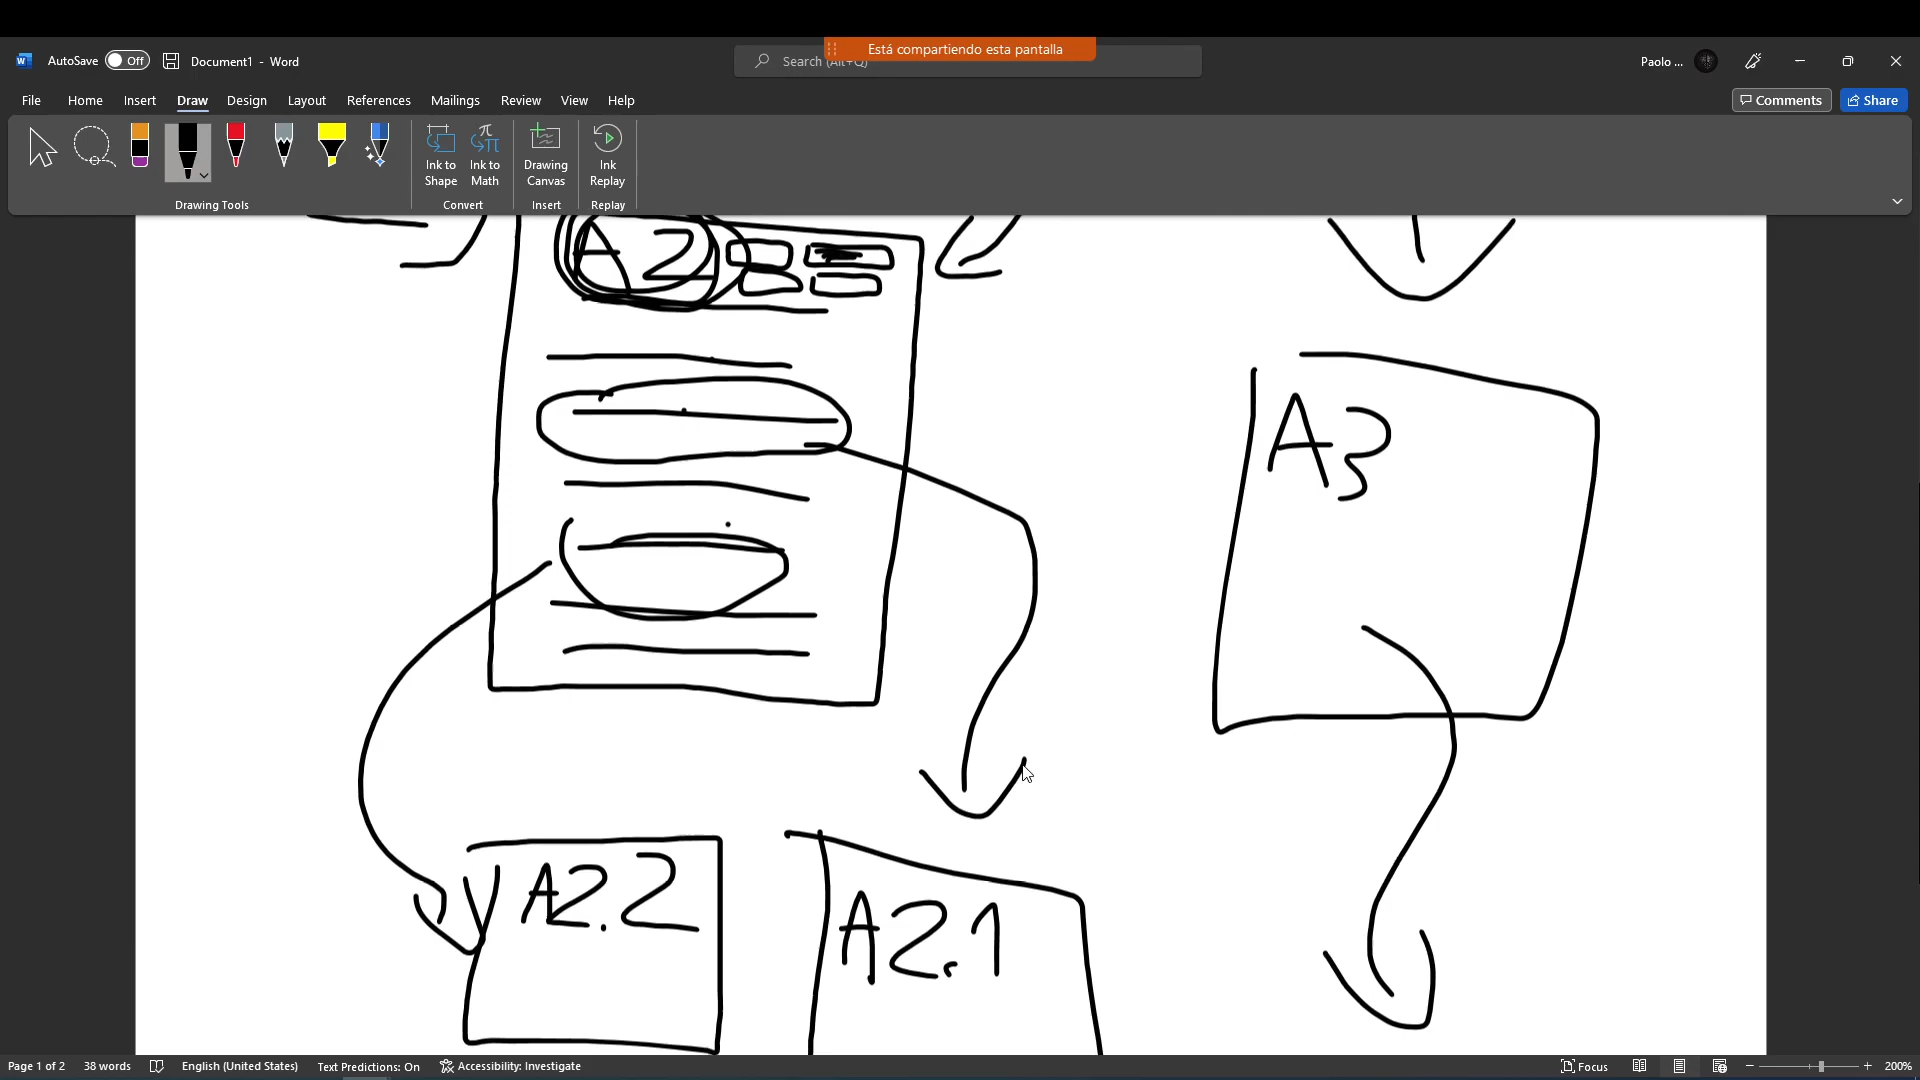 Está compartiendo esta pantalla
AutoSave Off Document1 - Word Search (Alt+Q) Paolo ...
File Home Insert Draw Design Layout References Mailings Review View Help Comments Share
Ink to Shape
Ink to Math
Drawing Canvas
Ink Replay
Drawing Tools Convert Insert Replay
A2
A3
A2.2
A2.1
Page 1 of 2 38 words English (United States) Text Predictions: On Accessibility: Investigate Focus 200%